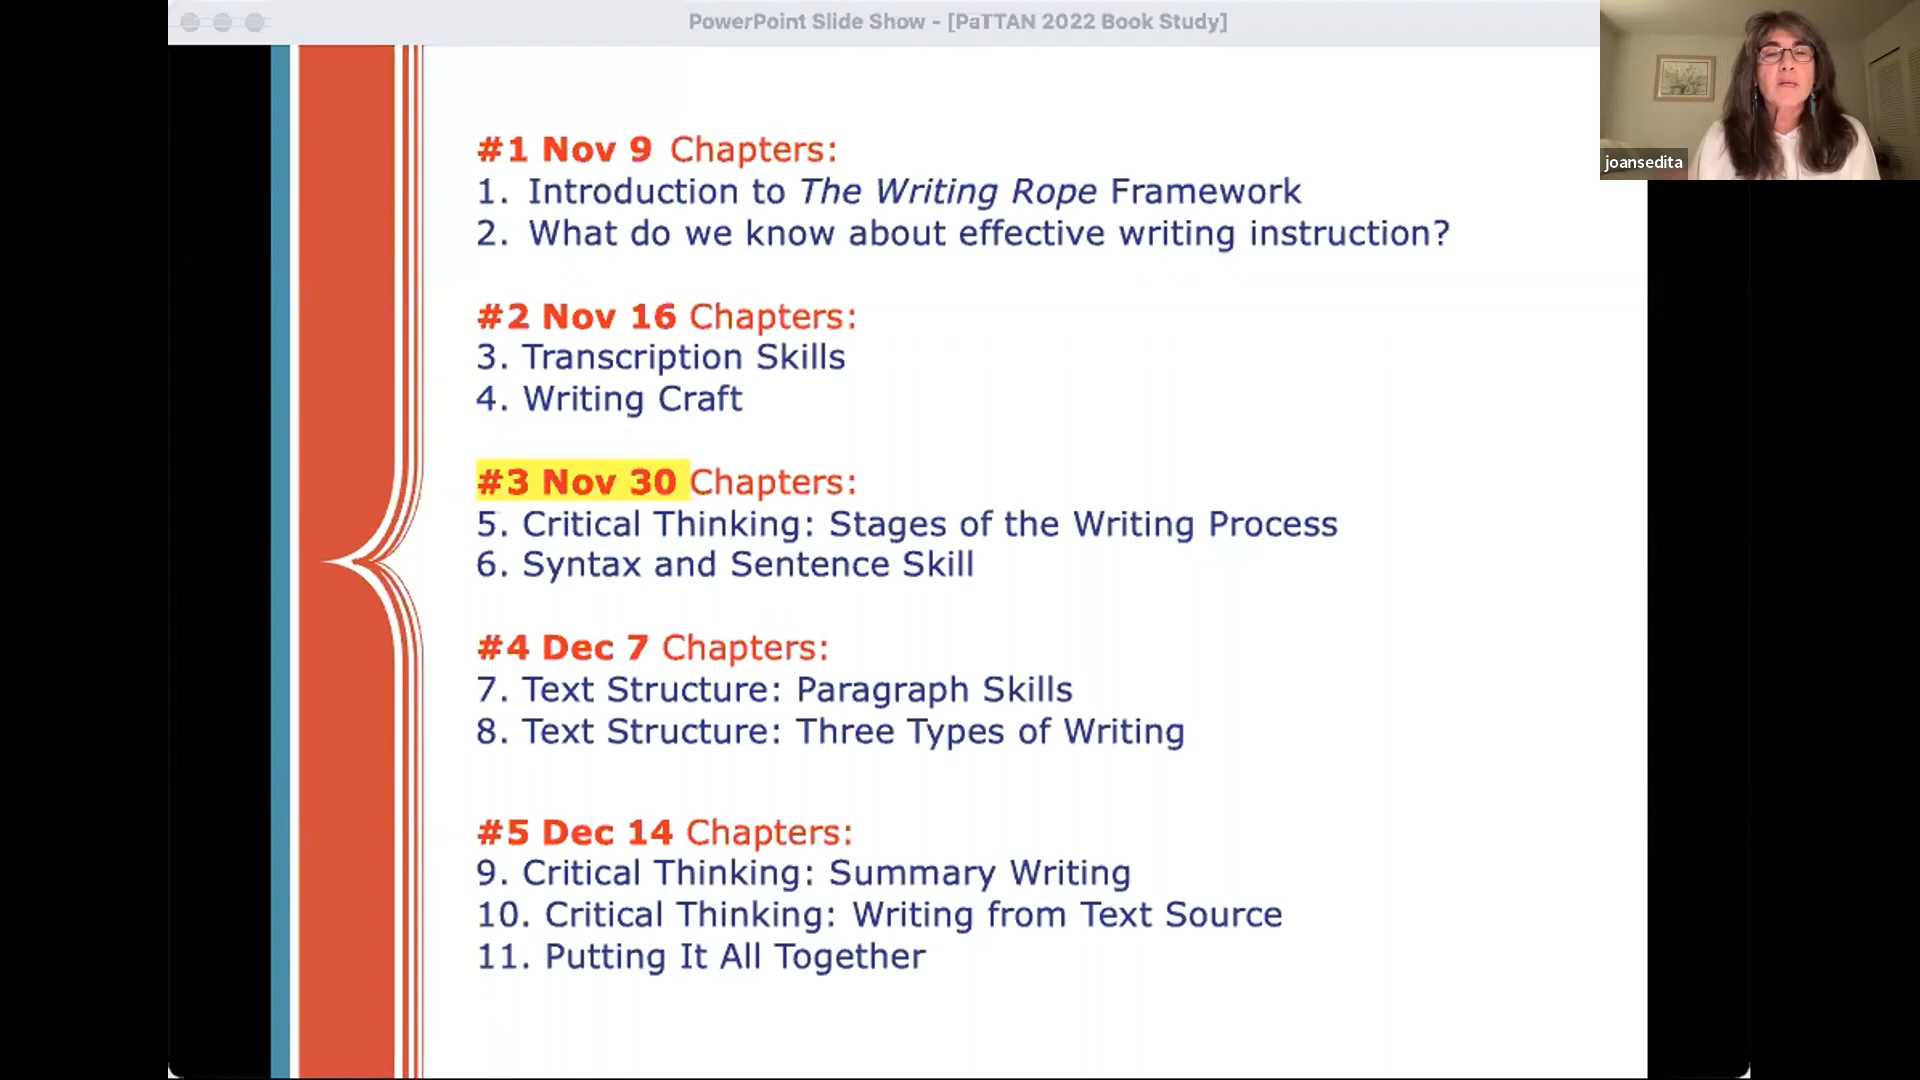 PowerPoint Slide Show - [PaTTAN 2022 Book Study]
joansedita
#1 Nov 9 Chapters:
1. Introduction to The Writing Rope Framework
2. What do we know about effective writing instruction?
#2 Nov 16 Chapters:
3. Transcription Skills
4. Writing Craft
#3 Nov 30 Chapters:
5. Critical Thinking: Stages of the Writing Process
6. Syntax and Sentence Skill
#4 Dec 7 Chapters:
7. Text Structure: Paragraph Skills
8. Text Structure: Three Types of Writing
#5 Dec 14 Chapters:
9. Critical Thinking: Summary Writing
10. Critical Thinking: Writing from Text Source
11. Putting It All Together